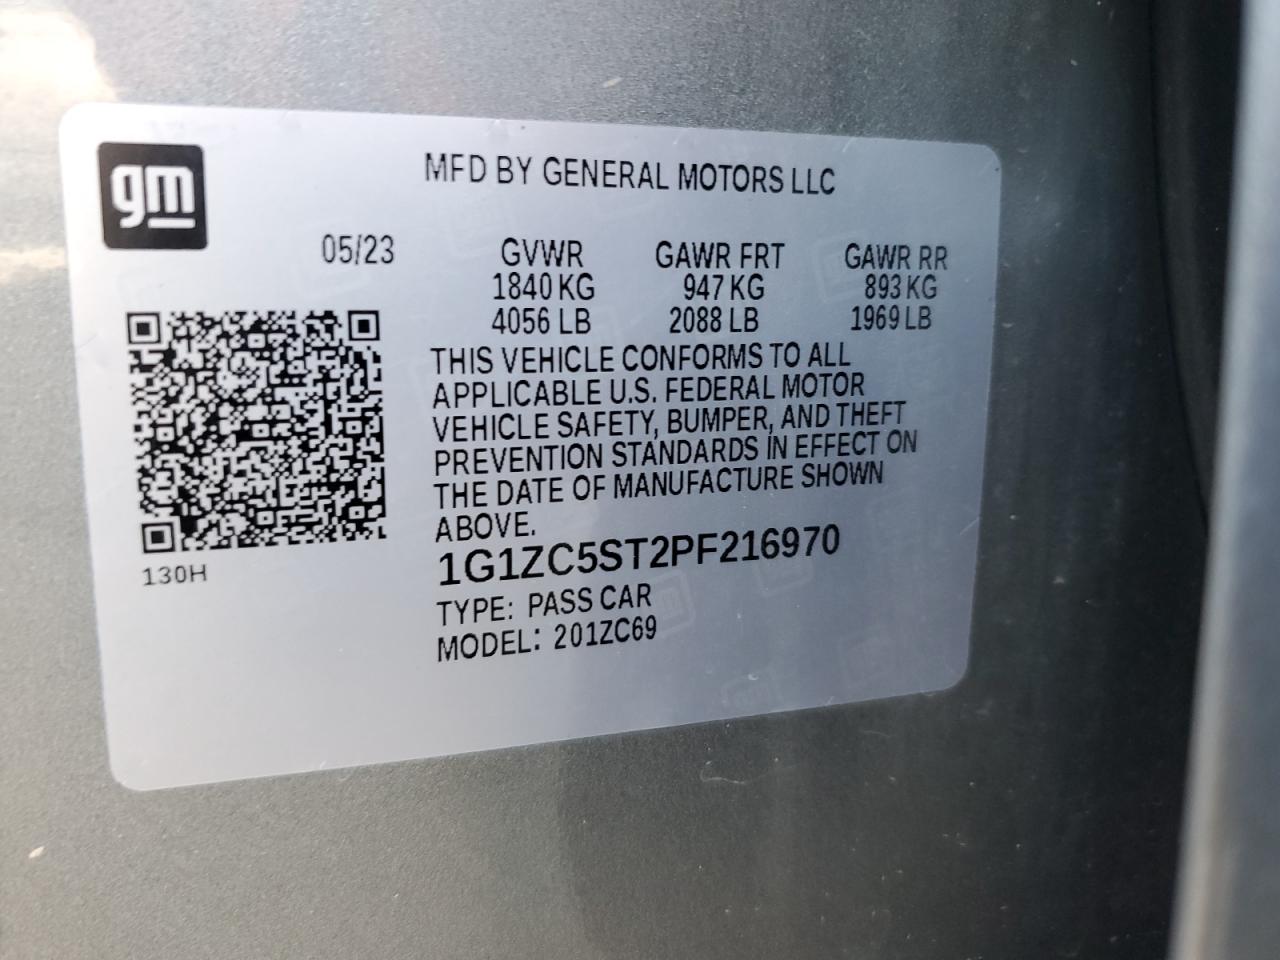 gm
MFD BY GENERAL MOTORS LLC
05/23 GVWR GAWR FRT GAWR RR
1840 KG 947 KG 893 KG
4056 LB 2088 LB 1969 LB
THIS VEHICLE CONFORMS TO ALL
APPLICABLE U.S. FEDERAL MOTOR
VEHICLE SAFETY, BUMPER, AND THEFT
PREVENTION STANDARDS IN EFFECT ON
THE DATE OF MANUFACTURE SHOWN
ABOVE.
1G1ZC5ST2PF216970
130H
TYPE: PASS CAR
MODEL: 201ZC69